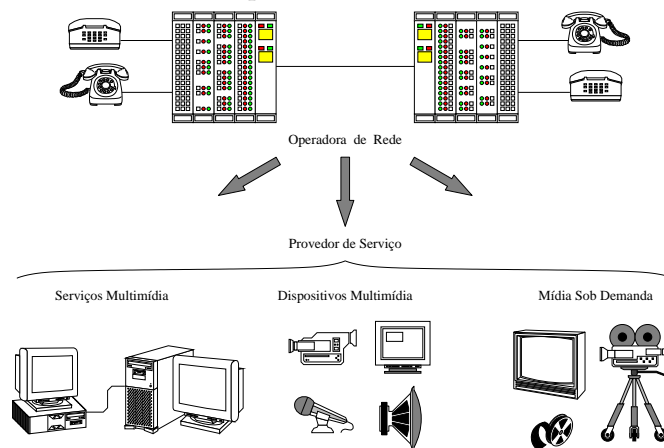 Operadora de Rede
Provedor de Serviço
Serviços Multimídia
Dispositivos Multimídia
Mídia Sob Demanda